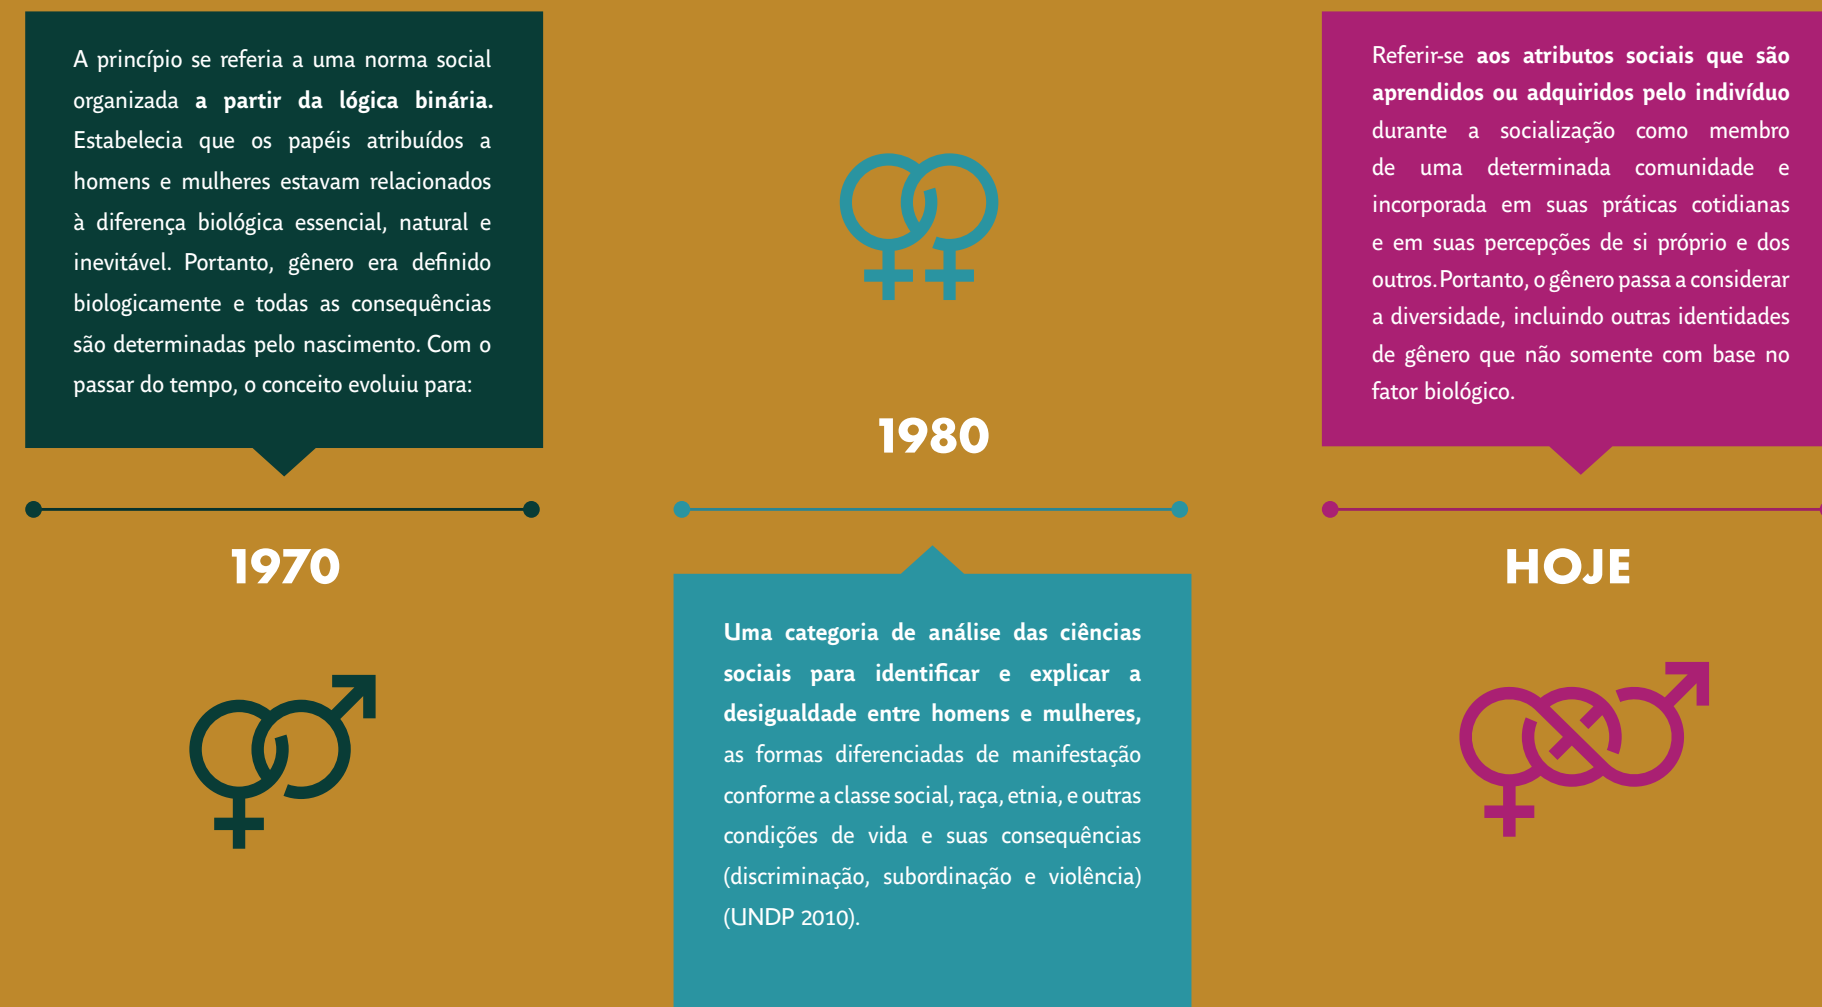 A princípio se referia a uma norma social
organizada a partir da lógica binária.
Estabelecia que os papéis atribuídos a
homens e mulheres estavam relacionados
à diferença biológica essencial, natural e
inevitável. Portanto, gênero era definido
biologicamente e todas as consequências
são determinadas pelo nascimento. Com o
passar do tempo, o conceito evoluiu para:
1970
1980
Uma categoria de análise das ciências
sociais para identificar e explicar a
desigualdade entre homens e mulheres,
as formas diferenciadas de manifestação
conforme a classe social, raça, etnia, e outras
condições de vida e suas consequências
(discriminação, subordinação e violência)
(UNDP 2010).
Referir-se aos atributos sociais que são
aprendidos ou adquiridos pelo indivíduo
durante a socialização como membro
de uma determinada comunidade e
incorporada em suas práticas cotidianas
e em suas percepções de si próprio e dos
outros.Portanto, o gênero passa a considerar
a diversidade, incluindo outras identidades
de gênero que não somente com base no
fator biológico.
HOJE